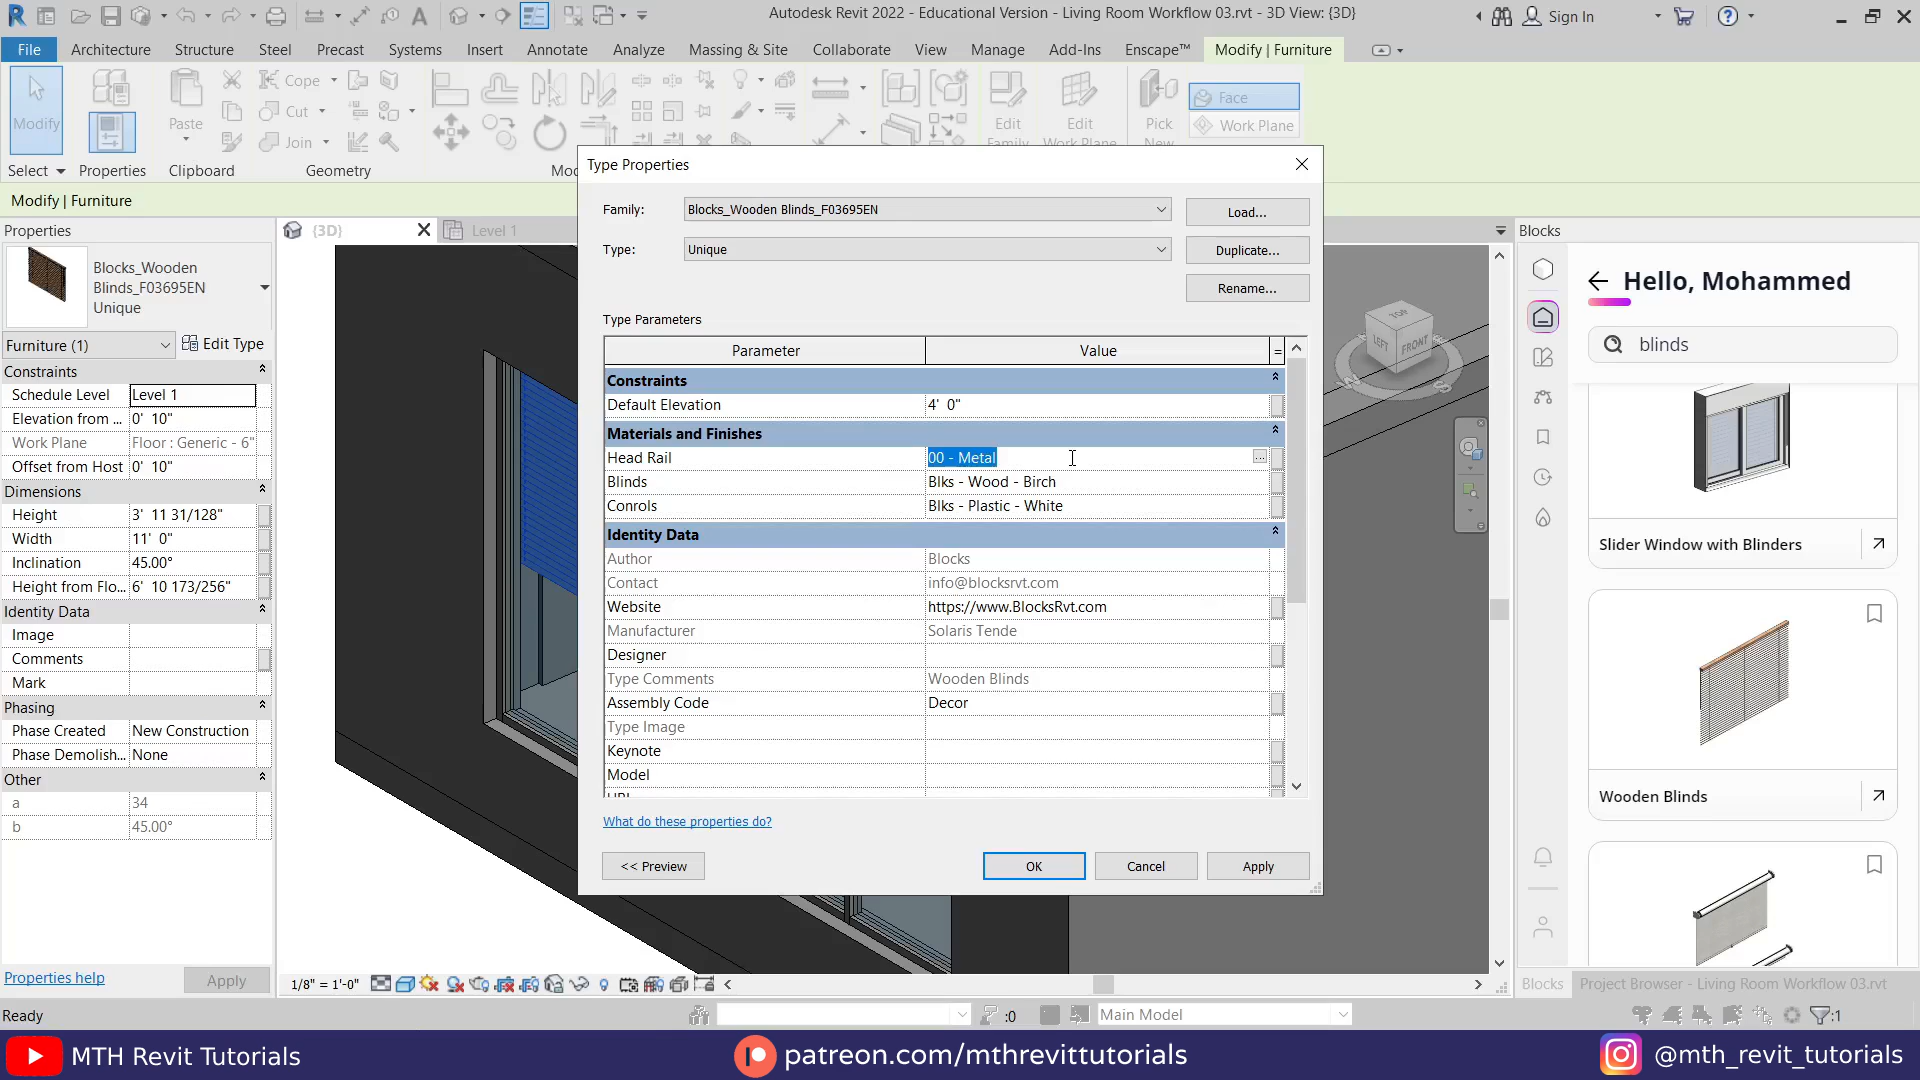 Autodesk Revit 2022 - Educational Version - Living Room Workflow 03.rvt - 3D View: {3D}
Sign In
File
Architecture
Structure
Steel
Precast
Systems
Insert
Annotate
Analyze
Massing & Site
Collaborate
View
Manage
Add-Ins
Enscape™
Modify | Furniture
Modify
Paste
Cope
Cut
Join
Edit
Family
Edit
Work Plane
Pick
New
Face
Work Plane
Select
Properties
Clipboard
Geometry
Modify | Furniture
Properties
Blocks_Wooden
Blinds_F03695EN
Unique
Furniture (1)
Edit Type
Constraints
Schedule Level Level 1
Elevation from ... 0' 10"
Work Plane Floor : Generic - 6"
Offset from Host 0' 10"
Dimensions
Height 3' 11 31/128"
Width 11' 0"
Inclination 45.00°
Height from Flo... 6' 10 173/256"
Identity Data
Image
Comments
Mark
Phasing
Phase Created New Construction
Phase Demolish... None
Other
a 34
b 45.00°
Properties help
Apply
{3D}
Level 1
Type Properties
Family: Blocks_Wooden Blinds_F03695EN
Load...
Type: Unique
Duplicate...
Rename...
Type Parameters
Parameter Value =
Constraints
Default Elevation 4' 0"
Materials and Finishes
Head Rail 00 - Metal
Blinds Blks - Wood - Birch
Conrols Blks - Plastic - White
Identity Data
Author Blocks
Contact info@blocksrvt.com
Website https://www.BlocksRvt.com
Manufacturer Solaris Tende
Designer
Type Comments Wooden Blinds
Assembly Code Decor
Type Image
Keynote
Model
URL
What do these properties do?
<< Preview
OK
Cancel
Apply
TOP
LEFT
FRONT
W
S
Blocks
Hello, Mohammed
blinds
Slider Window with Blinders
Wooden Blinds
1/8" = 1'-0"
Blocks
Project Browser - Living Room Workflow 03.rvt
Ready
:0
Main Model
:1
MTH Revit Tutorials
patreon.com/mthrevittutorials
@mth_revit_tutorials